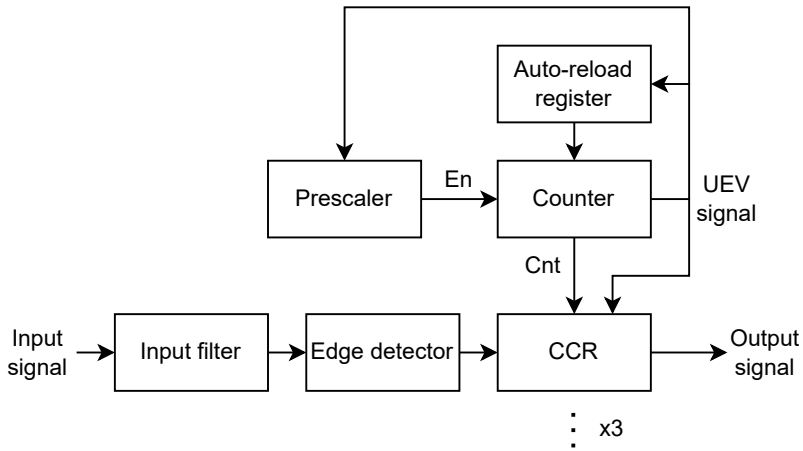 Auto-reload
register
Prescaler
En
Counter
UEV
signal
Cnt
Input
signal
Input filter
Edge detector
CCR
Output
signal
x3